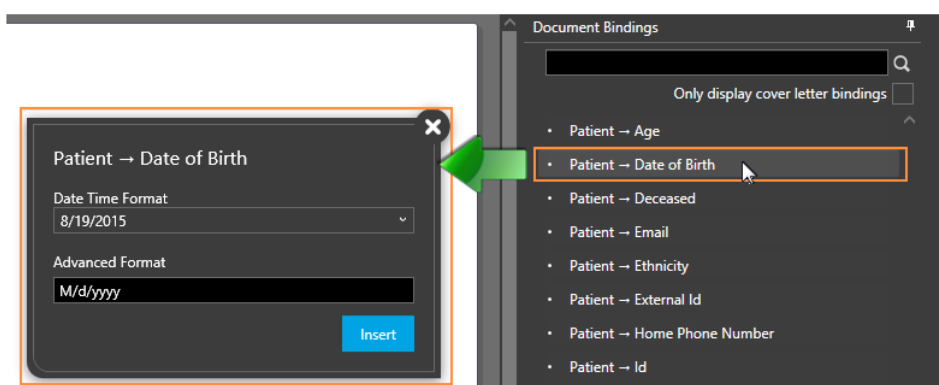 Document Bindings
Only display cover letter bindings
• Patient → Age
• Patient → Date of Birth
• Patient → Deceased
• Patient → Email
• Patient → Ethnicity
• Patient → External Id
• Patient → Home Phone Number
• Patient → Id
Patient → Date of Birth
Date Time Format
8/19/2015
Advanced Format
M/d/yyyy
Insert